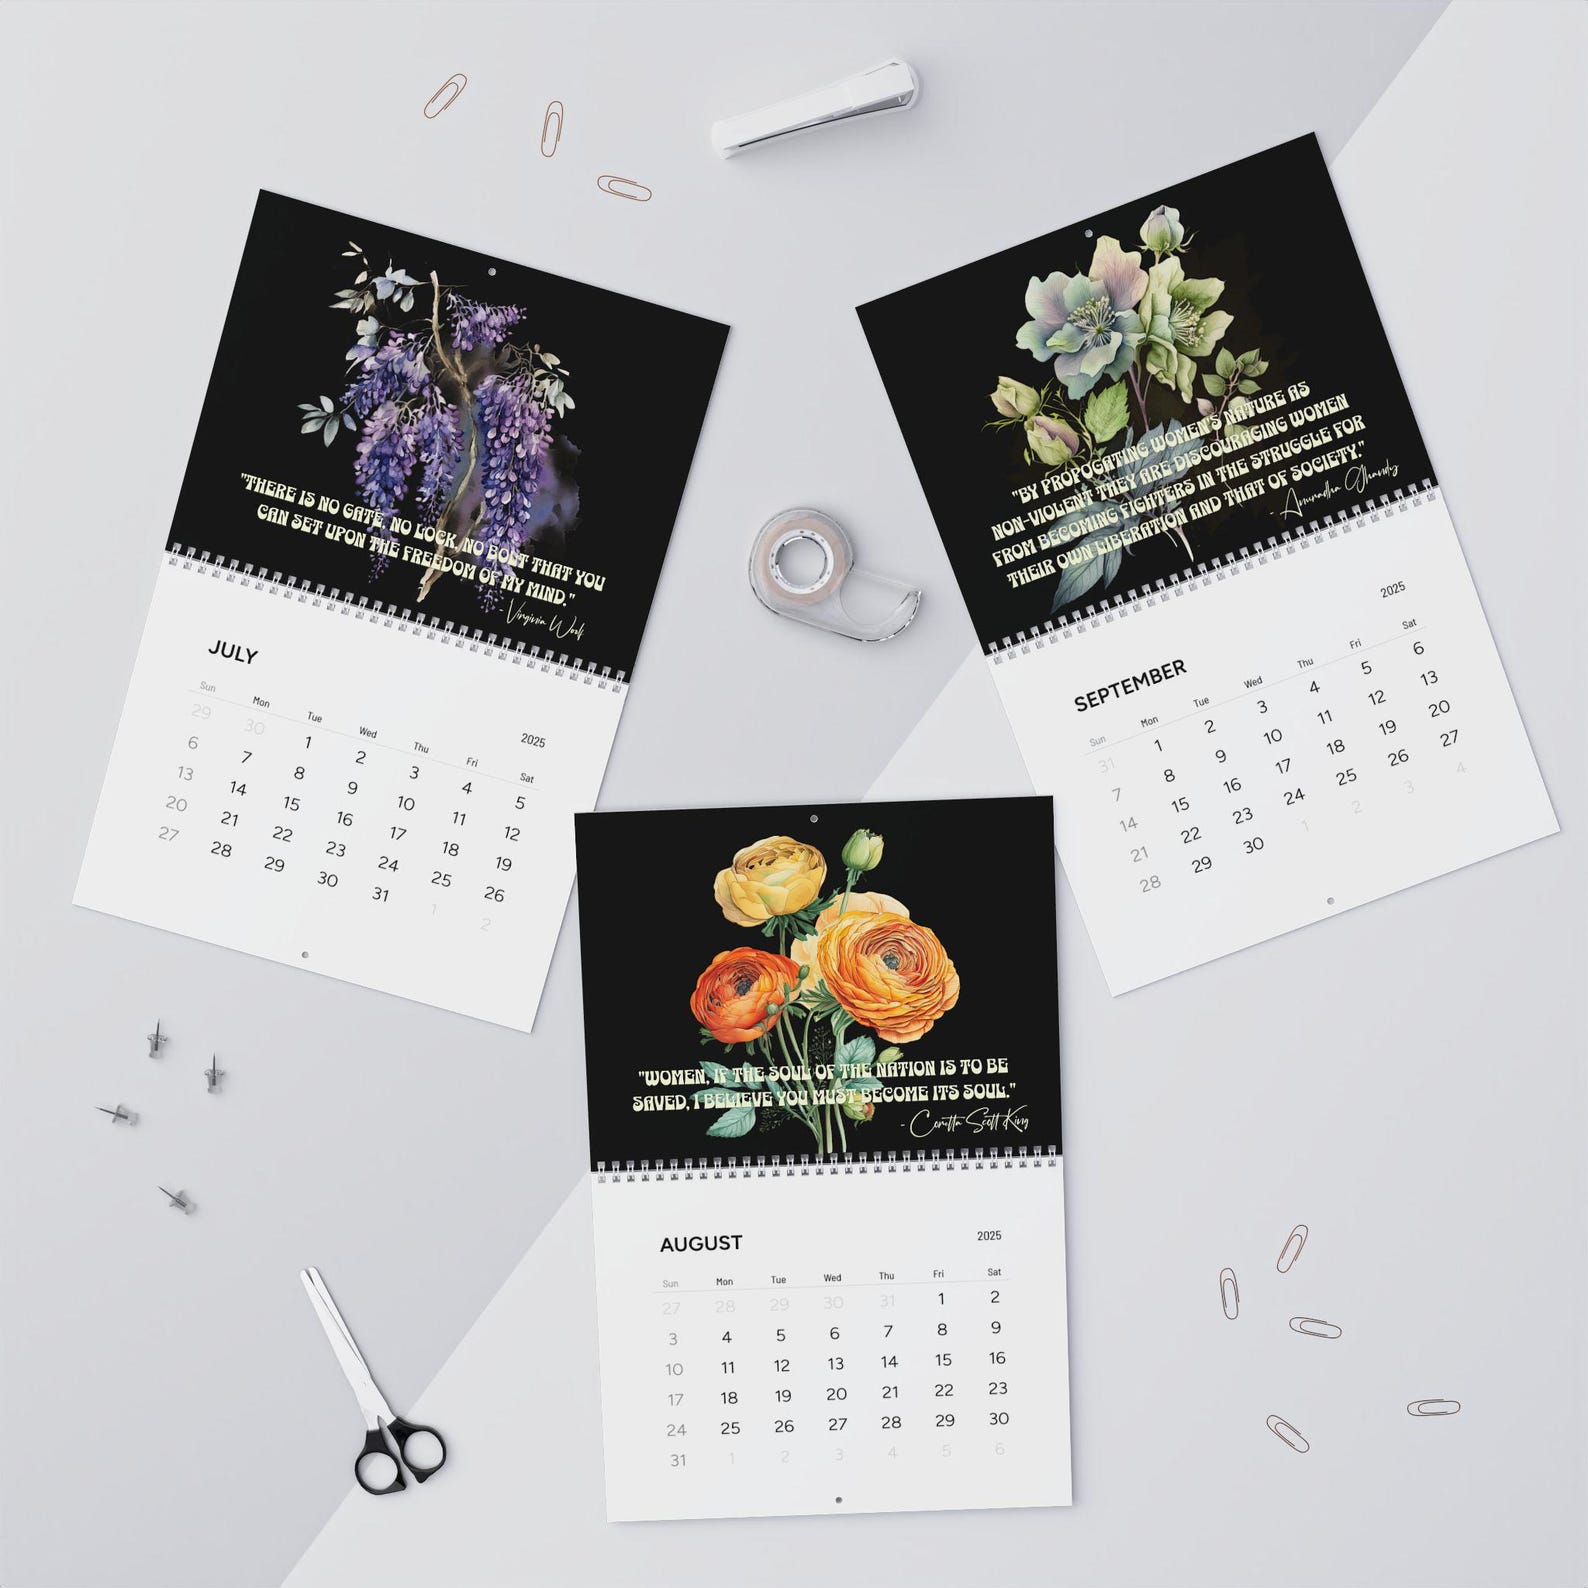 "THERE IS NO GATE, NO LOCK, NO BOLT THAT YOU
CAN SET UPON THE FREEDOM OF MY MIND."
Virginia Woolf
JULY
2025
Sun Mon Tue Wed Thu Fri Sat
29 30 1 2 3 4 5
6 7 8 9 10 11 12
13 14 15 16 17 18 19
20 21 22 23 24 25 26
27 28 29 30 31 1 2
"BY PROPOGATING WOMEN'S NATURE AS
NON-VIOLENT THEY ARE DISCOURAGING WOMEN
FROM BECOMING FIGHTERS IN THE STRUGGLE FOR
THEIR OWN LIBERATION AND THAT OF SOCIETY."
- Anuradha Ghandy
SEPTEMBER
2025
Sun Mon Tue Wed Thu Fri Sat
31 1 2 3 4 5 6
7 8 9 10 11 12 13
14 15 16 17 18 19 20
21 22 23 24 25 26 27
28 29 30 1 2 3 4
"WOMEN, IF THE SOUL OF THE NATION IS TO BE
SAVED, I BELIEVE YOU MUST BECOME ITS SOUL."
- Coretta Scott King
AUGUST
2025
Sun Mon Tue Wed Thu Fri Sat
27 28 29 30 31 1 2
3 4 5 6 7 8 9
10 11 12 13 14 15 16
17 18 19 20 21 22 23
24 25 26 27 28 29 30
31 1 2 3 4 5 6